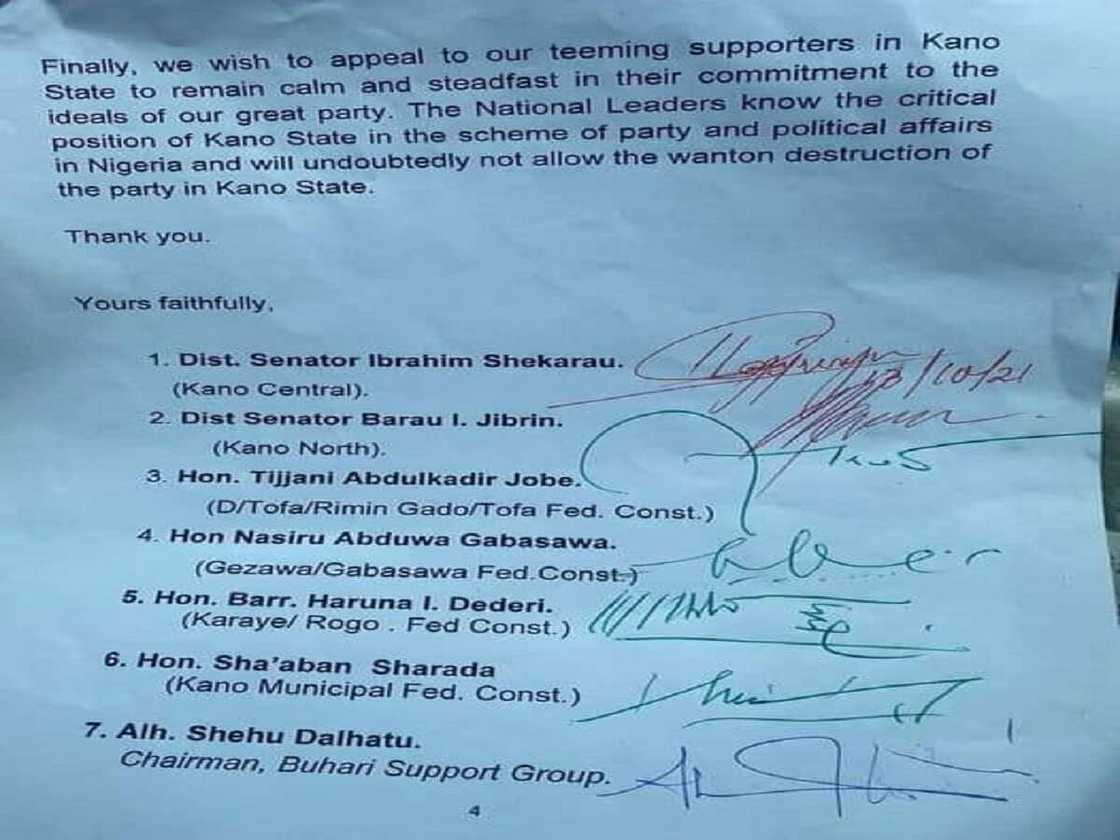 Finally, we wish to appeal to our teeming supporters in Kano
State to remain calm and steadfast in their commitment to the
ideals of our great party. The National Leaders know the critical
position of Kano State in the scheme of party and political affairs
in Nigeria and will undoubtedly not allow the wanton destruction of
the party in Kano State.
Thank you.
Yours faithfully,
1. Dist. Senator Ibrahim Shekarau.
(Kano Central).
13/10/21
2. Dist Senator Barau I. Jibrin.
(Kano North).
3. Hon. Tijjani Abdulkadir Jobe.
(D/Tofa/Rimin Gado/Tofa Fed. Const.)
4. Hon Nasiru Abduwa Gabasawa.
(Gezawa/Gabasawa Fed.Const.)
5. Hon. Barr. Haruna I. Dederi.
(Karaye/ Rogo . Fed Const.)
6. Hon. Sha'aban Sharada
(Kano Municipal Fed. Const.)
7. Alh. Shehu Dalhatu.
Chairman, Buhari Support Group.
4